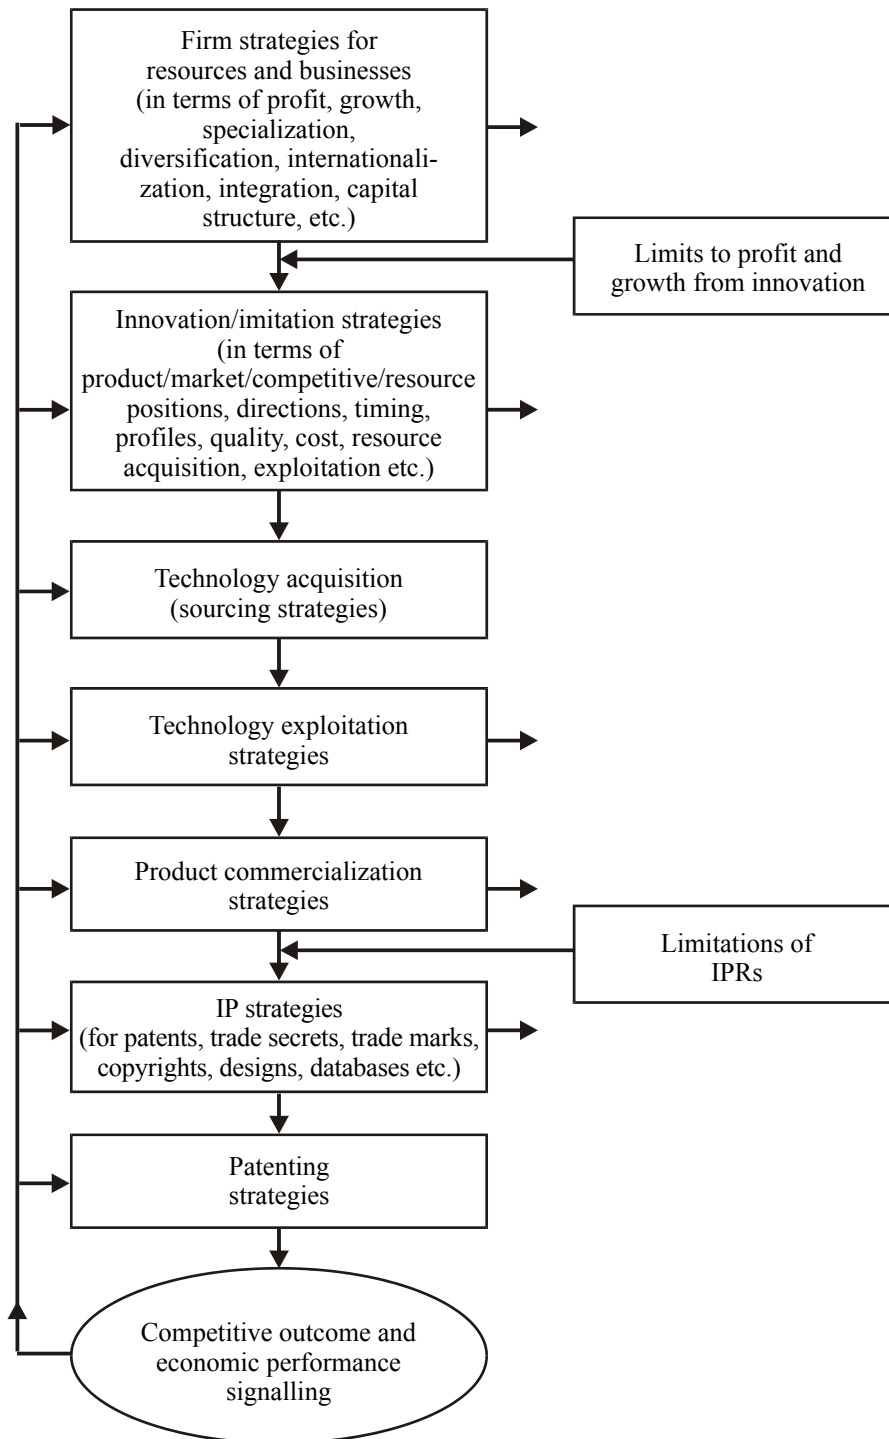 Firm strategies for
resources and businesses
(in terms of profit, growth,
specialization,
diversification, internationali-
zation, integration, capital
structure, etc.)
Limits to profit and
growth from innovation
Innovation/imitation strategies
(in terms of
product/market/competitive/resource
positions, directions, timing,
profiles, quality, cost, resource
acquisition, exploitation etc.)
Technology acquisition
(sourcing strategies)
Technology exploitation
strategies
Product commercialization
strategies
Limitations of
IPRs
IP strategies
(for patents, trade secrets, trade marks,
copyrights, designs, databases etc.)
Patenting
strategies
Competitive outcome and
economic performance
signalling